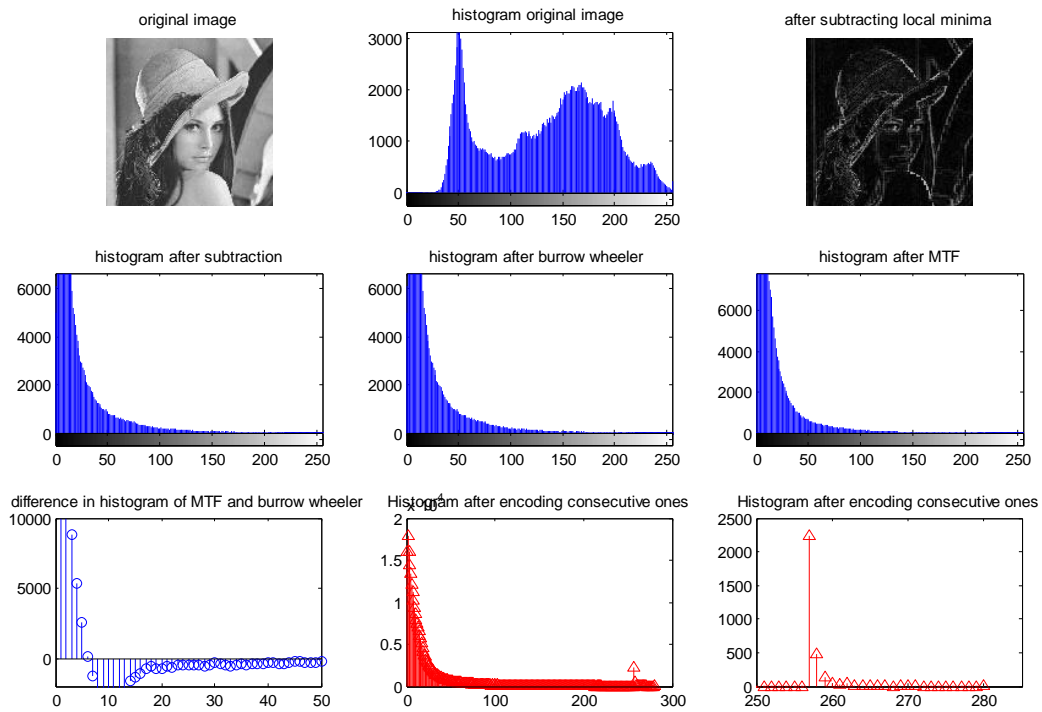 original image
histogram original image
after subtracting local minima
3000
2000
1000
0
0 50 100 150 200 250
histogram after subtraction
histogram after burrow wheeler
histogram after MTF
6000
4000
2000
0
0 50 100 150 200 250
6000
4000
2000
0
0 50 100 150 200 250
8000
6000
4000
2000
0
0 50 100 150 200 250
difference in histogram of MTF and burrow wheeler
Histogram after encoding consecutive ones
Histogram after encoding consecutive ones
10000
5000
0
0 10 20 30 40 50
x 10^4
2
1.5
1
0.5
0
0 100 200 300
2500
2000
1500
1000
500
0
250 260 270 280